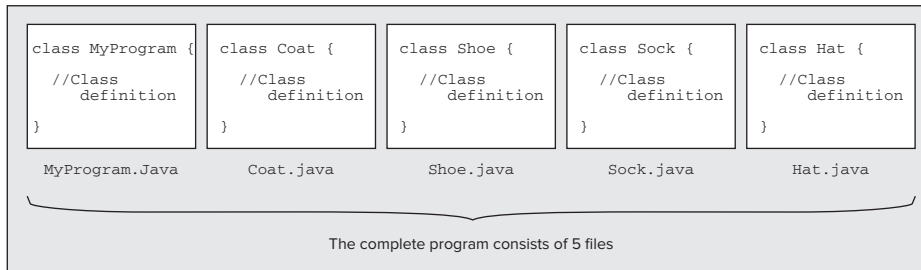 class MyProgram {
//Class
definition
}
class Coat {
//Class
definition
}
class Shoe {
//Class
definition
}
class Sock {
//Class
definition
}
class Hat {
//Class
definition
}
MyProgram.Java
Coat.java
Shoe.java
Sock.java
Hat.java
The complete program consists of 5 files